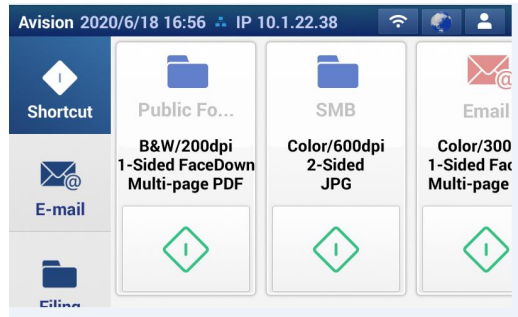 Avision 2020/6/18 16:56 IP 10.1.22.38
Shortcut
E-mail
Filing
Public Fo...
B&W/200dpi
1-Sided FaceDown
Multi-page PDF
SMB
Color/600dpi
2-Sided
JPG
Email
Color/300
1-Sided Fac
Multi-page